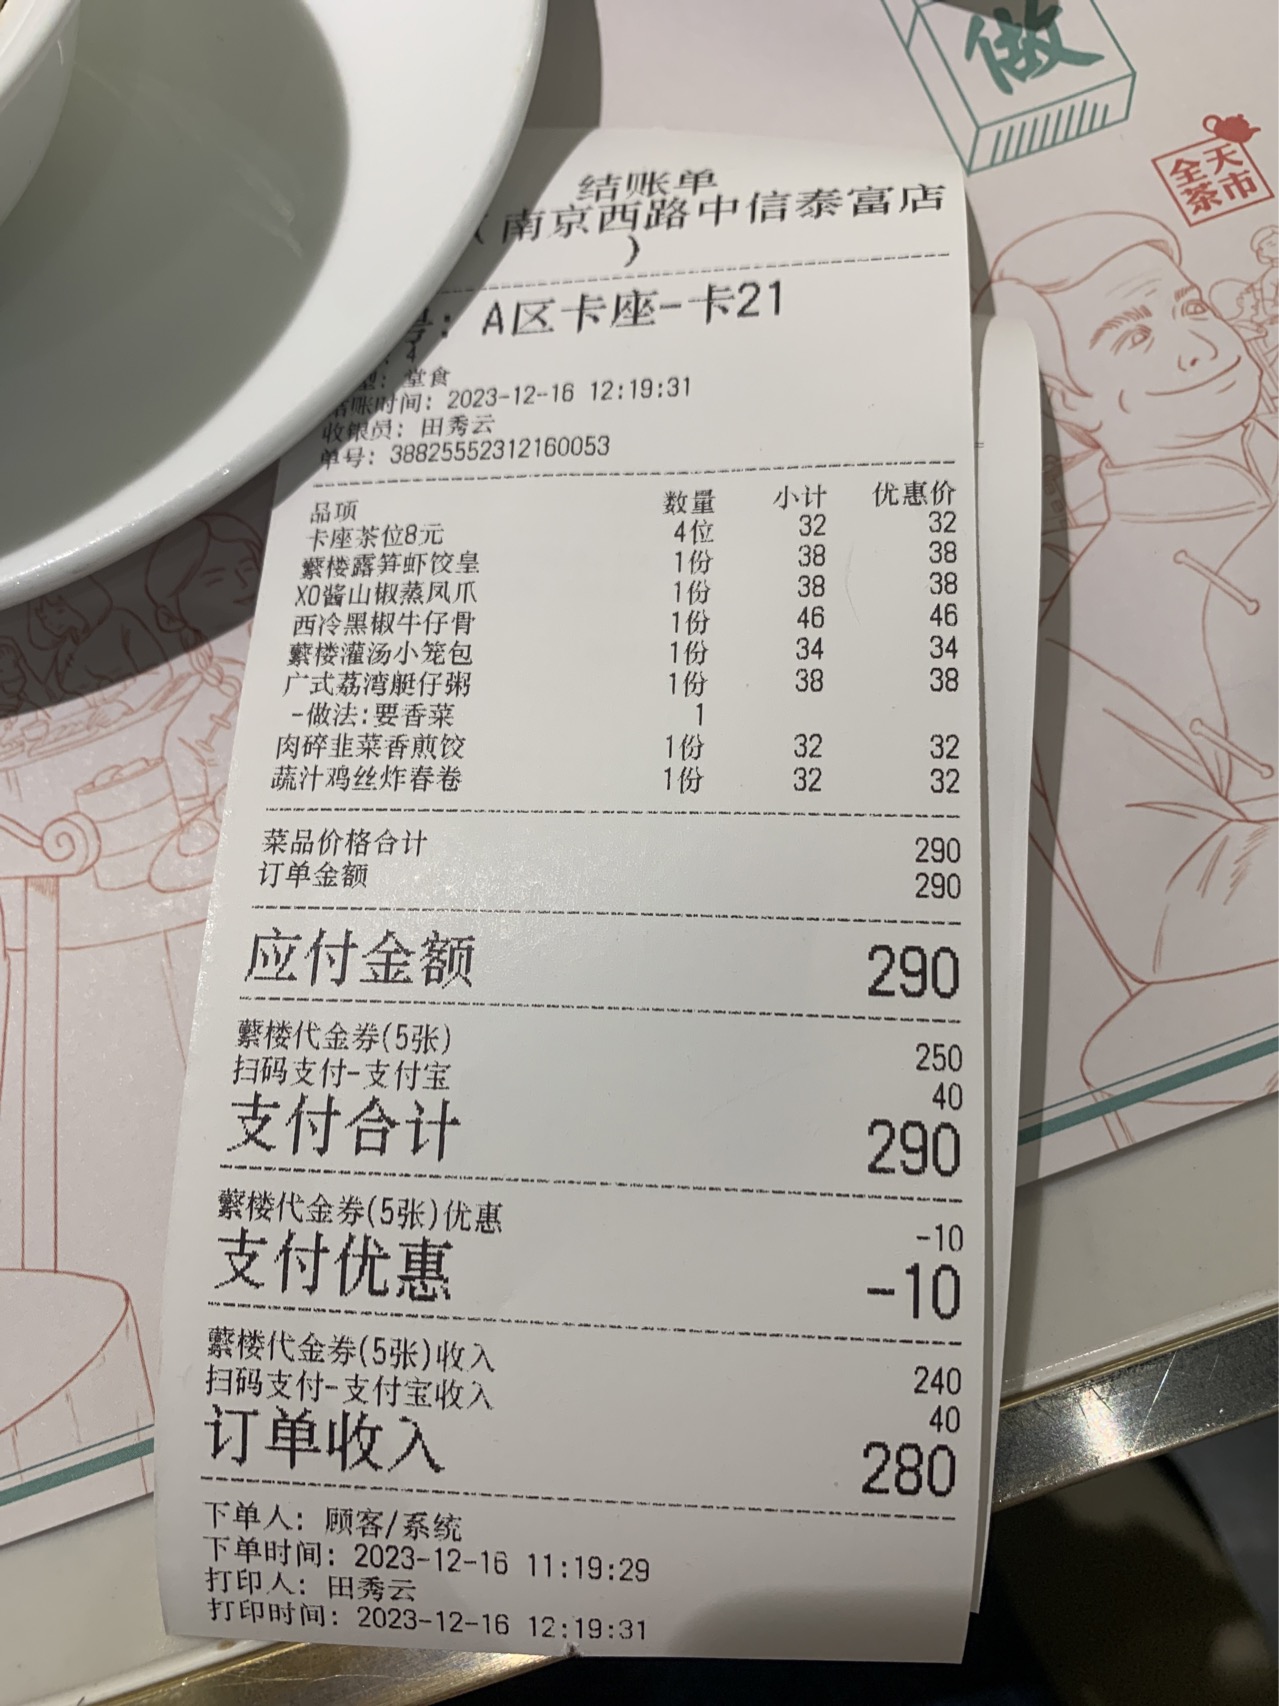 做
全天
茶市
结账单
(南京西路中信泰富店
)
号: A区卡座-卡21
: 4
型: 堂食
结账时间: 2023-12-16 12:19:31
收银员: 田秀云
单号: 38825552312160053
品项 数量 小计 优惠价
卡座茶位8元 4位 32 32
蘩楼露笋虾饺皇 1份 38 38
XO酱山椒蒸凤爪 1份 38 38
西冷黑椒牛仔骨 1份 46 46
蘩楼灌汤小笼包 1份 34 34
广式荔湾艇仔粥 1份 38 38
-做法:要香菜 1
肉碎韭菜香煎饺 1份 32 32
蔬汁鸡丝炸春卷 1份 32 32
菜品价格合计 290
订单金额 290
应付金额 290
蘩楼代金券(5张) 250
扫码支付-支付宝 40
支付合计 290
蘩楼代金券(5张)优惠 -10
支付优惠 -10
蘩楼代金券(5张)收入 240
扫码支付-支付宝收入 40
订单收入 280
下单人: 顾客/系统
下单时间: 2023-12-16 11:19:29
打印人: 田秀云
打印时间: 2023-12-16 12:19:31